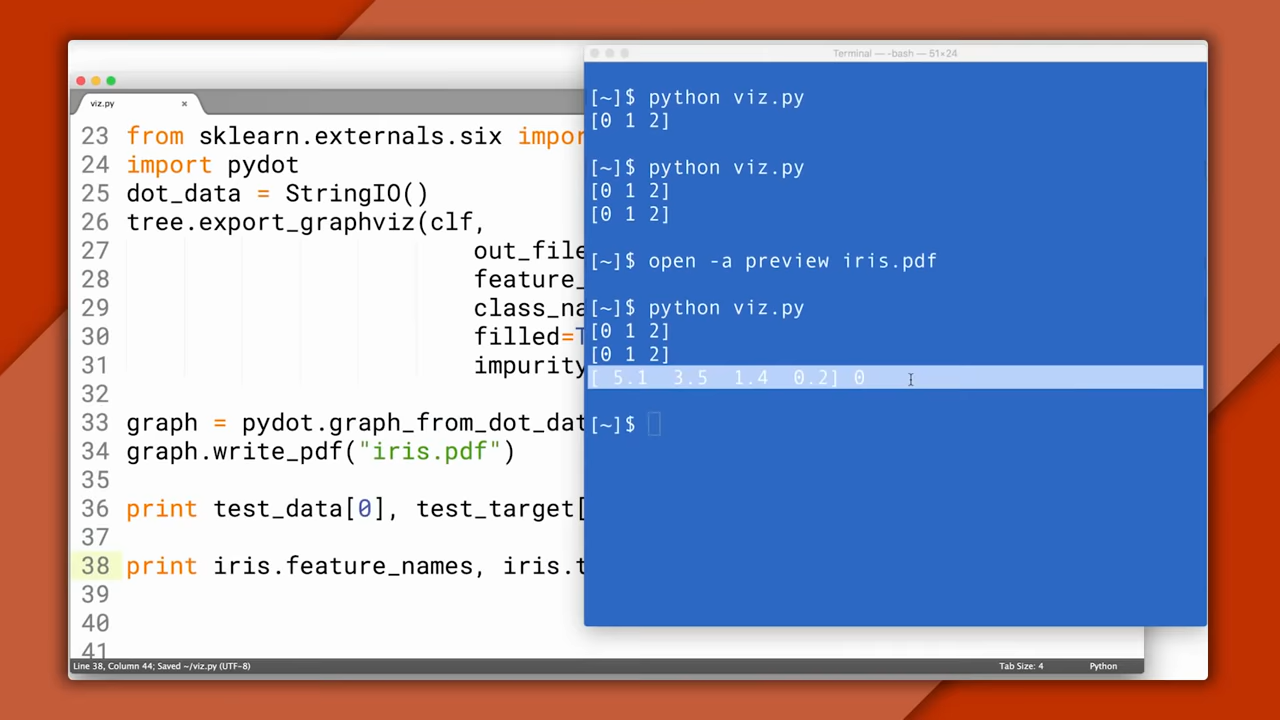 Terminal — -bash — 51×24
viz.py
23 from sklearn.externals.six impor
24 import pydot
25 dot_data = StringIO()
26 tree.export_graphviz(clf,
27 out_file
28 feature_
29 class_na
30 filled=T
31 impurity
32
33 graph = pydot.graph_from_dot_dat
34 graph.write_pdf("iris.pdf")
35
36 print test_data[0], test_target[
37
38 print iris.feature_names, iris.t
39
40
41
[~]$ python viz.py
[0 1 2]
[~]$ python viz.py
[0 1 2]
[0 1 2]
[~]$ open -a preview iris.pdf
[~]$ python viz.py
[0 1 2]
[0 1 2]
[ 5.1 3.5 1.4 0.2] 0
[~]$
Line 38, Column 44; Saved ~/viz.py (UTF-8)
Tab Size: 4
Python